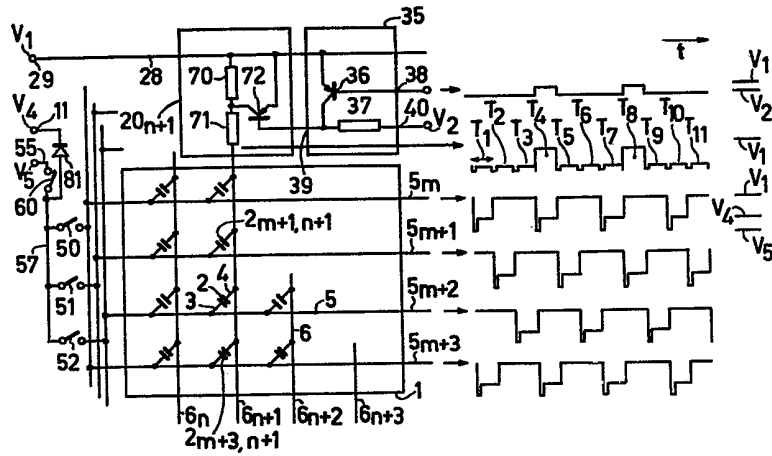 35
V1
29
28
70
72
36
38
t
V1
V4
11
20n+1
71
37
40
V2
V2
55
V5
60
81
39
T1
T2
T3
T4
T5
T6
T7
T8
T9
T10
T11
V1
5m
V1
50
2m+1, n+1
5m+1
V4
V5
57
51
2
4
3
5
5m+2
6
52
5m+3
1
6n
6n+1
6n+2
6n+3
2m+3, n+1